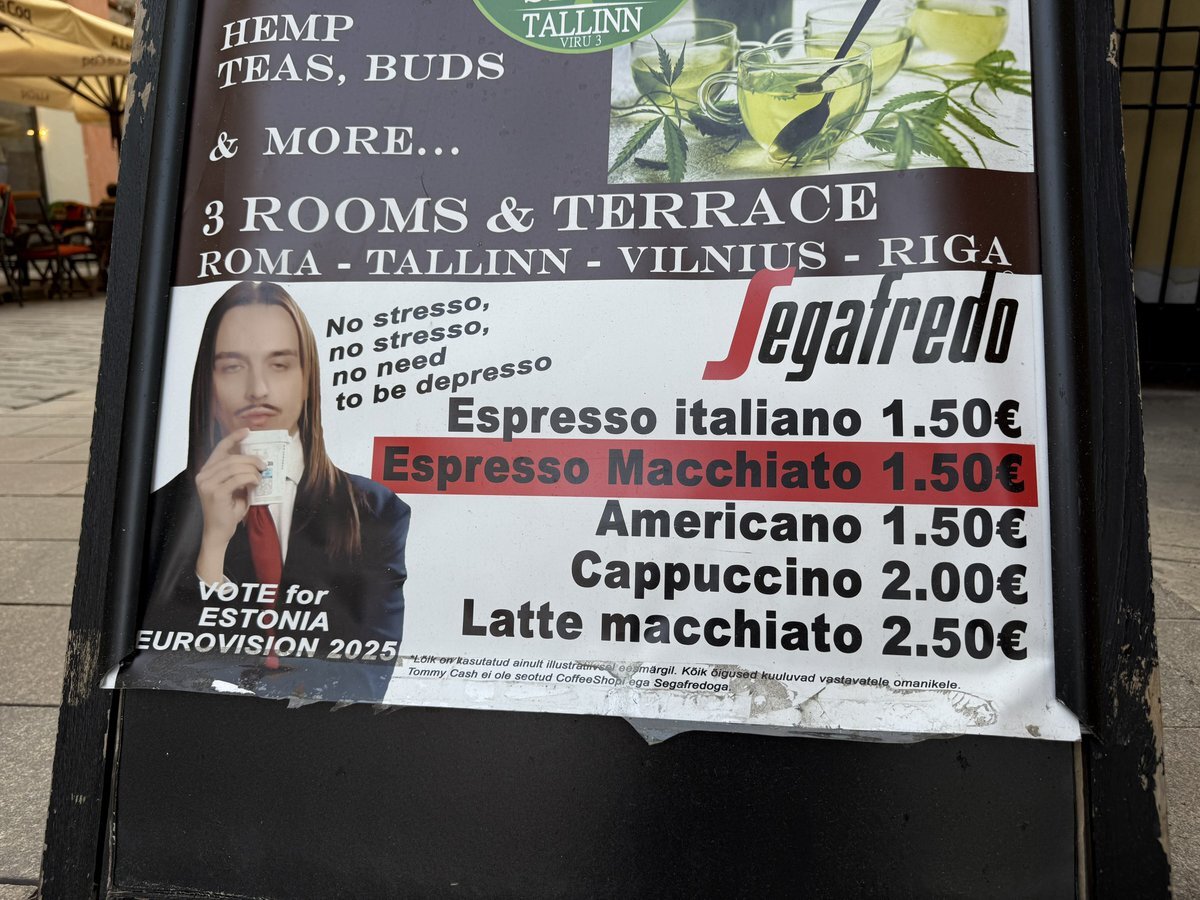 TALLINN
VIRU 3
HEMP
TEAS, BUDS
& MORE...
3 ROOMS & TERRACE
ROMA - TALLINN - VILNIUS - RIGA
No stresso,
no stresso,
no need
to be depresso
Segafredo
Espresso italiano 1.50€
Espresso Macchiato 1.50€
Americano 1.50€
Cappuccino 2.00€
Latte macchiato 2.50€
VOTE for
ESTONIA
EUROVISION 2025
*Lõik on kasutatud ainult illustratiivsel eesmärgil. Kõik õigused kuuluvad vastavatele omanikele.
Tommy Cash ei ole seotud CoffeeShopi ega Segafredoga.